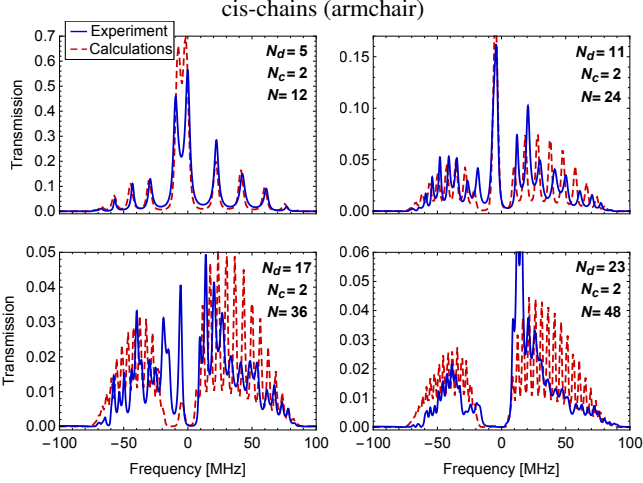 cis-chains (armchair)
Experiment
Calculations
N_d = 5
N_c = 2
N = 12
Transmission
0.7
0.6
0.5
0.4
0.3
0.2
0.1
0.0
N_d = 11
N_c = 2
N = 24
0.15
0.10
0.05
0.00
N_d = 17
N_c = 2
N = 36
Transmission
0.05
0.04
0.03
0.02
0.01
0.00
−100 −50 0 50 100
Frequency [MHz]
N_d = 23
N_c = 2
N = 48
0.06
0.05
0.04
0.03
0.02
0.01
0.00
−100 −50 0 50 100
Frequency [MHz]